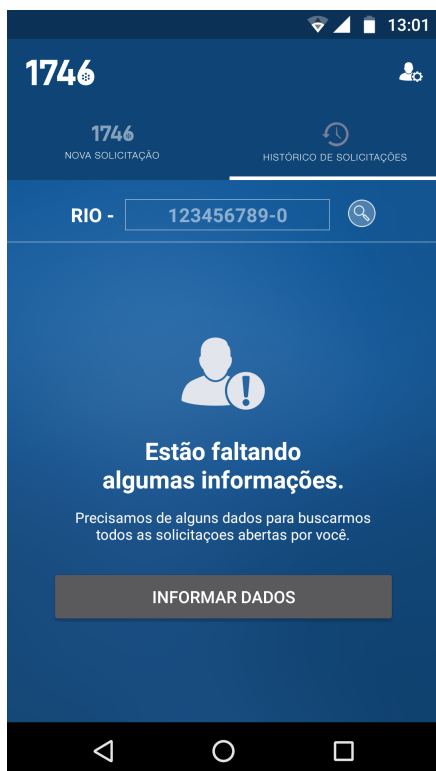 13:01
1746
1746
NOVA SOLICITAÇÃO
HISTÓRICO DE SOLICITAÇÕES
RIO - 123456789-0
Estão faltando
algumas informações.
Precisamos de alguns dados para buscarmos
todos as solicitaçoes abertas por você.
INFORMAR DADOS